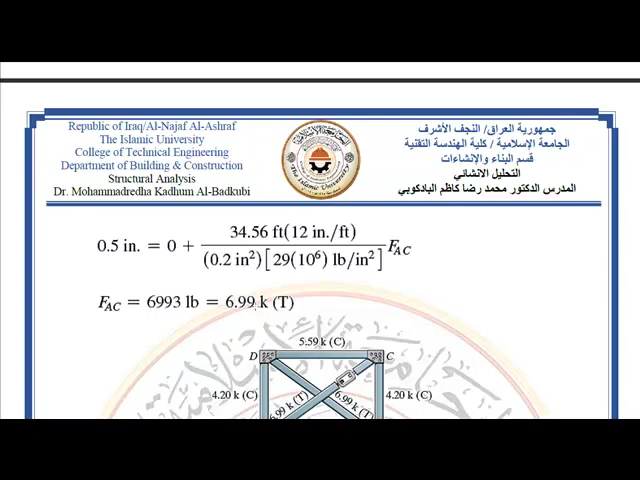 Republic of Iraq/Al-Najaf Al-Ashraf
The Islamic University
College of Technical Engineering
Department of Building & Construction
Structural Analysis
Dr. Mohammadredha Kadhum Al-Badkubi
جمهورية العراق/ النجف الأشرف
الجامعة الإسلامية / كلية الهندسة التقنية
قسم البناء والإنشاءات
التحليل الانشائي
المدرس الدكتور محمد رضا كاظم البادكوبي
The Islamic University
0.5 in. = 0 + 34.56 ft(12 in./ft) / (0.2 in²)[29(10⁶) lb/in²] F_AC
F_AC = 6993 lb = 6.99 k (T)
5.59 k (C)
D C
4.20 k (C) 4.20 k (C)
6.99 k (T) 6.99 k (T)